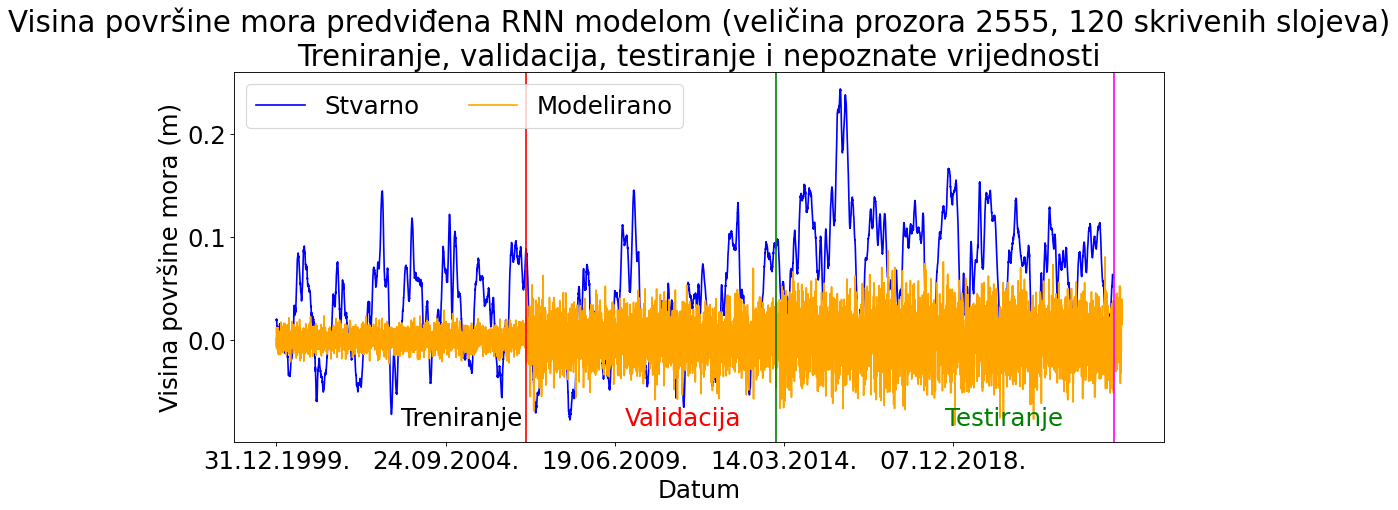 Visina površine mora predviđena RNN modelom (veličina prozora 2555, 120 skrivenih slojeva)
Treniranje, validacija, testiranje i nepoznate vrijednosti
Stvarno Modelirano
Visina površine mora (m)
0.2
0.1
0.0
Treniranje Validacija Testiranje
31.12.1999. 24.09.2004. 19.06.2009. 14.03.2014. 07.12.2018.
Datum